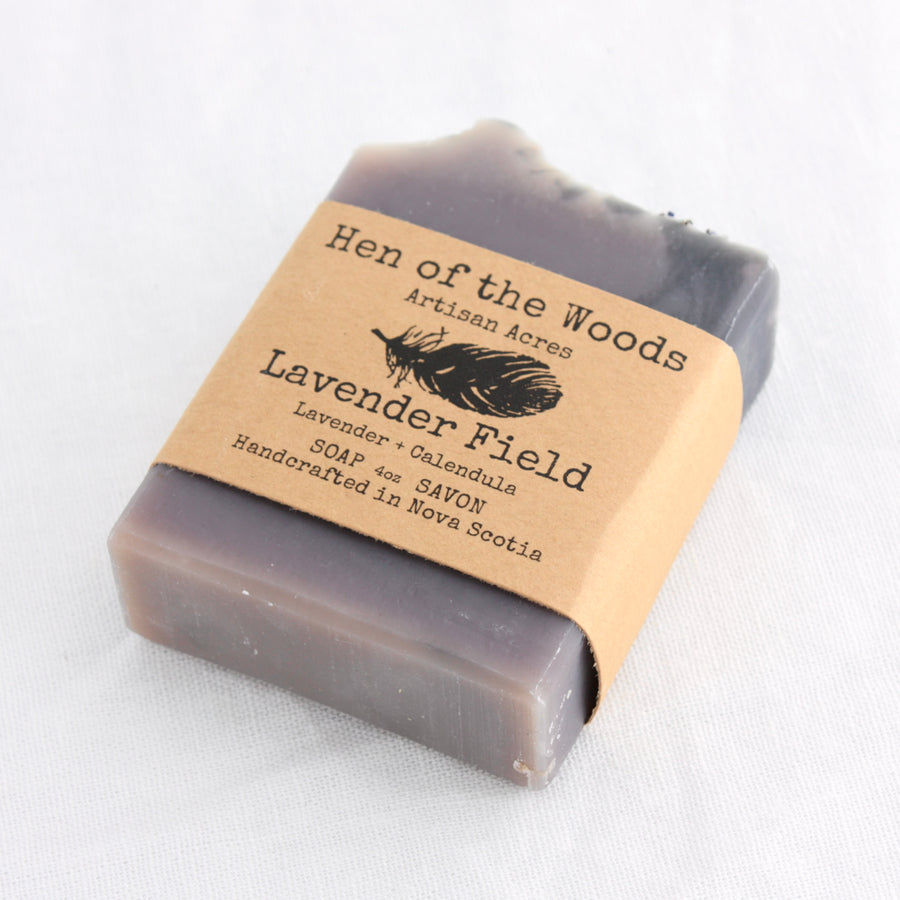 Hen of the Woods
Artisan Acres
Lavender Field
Lavender + Calendula
SOAP 4oz SAVON
Handcrafted in Nova Scotia